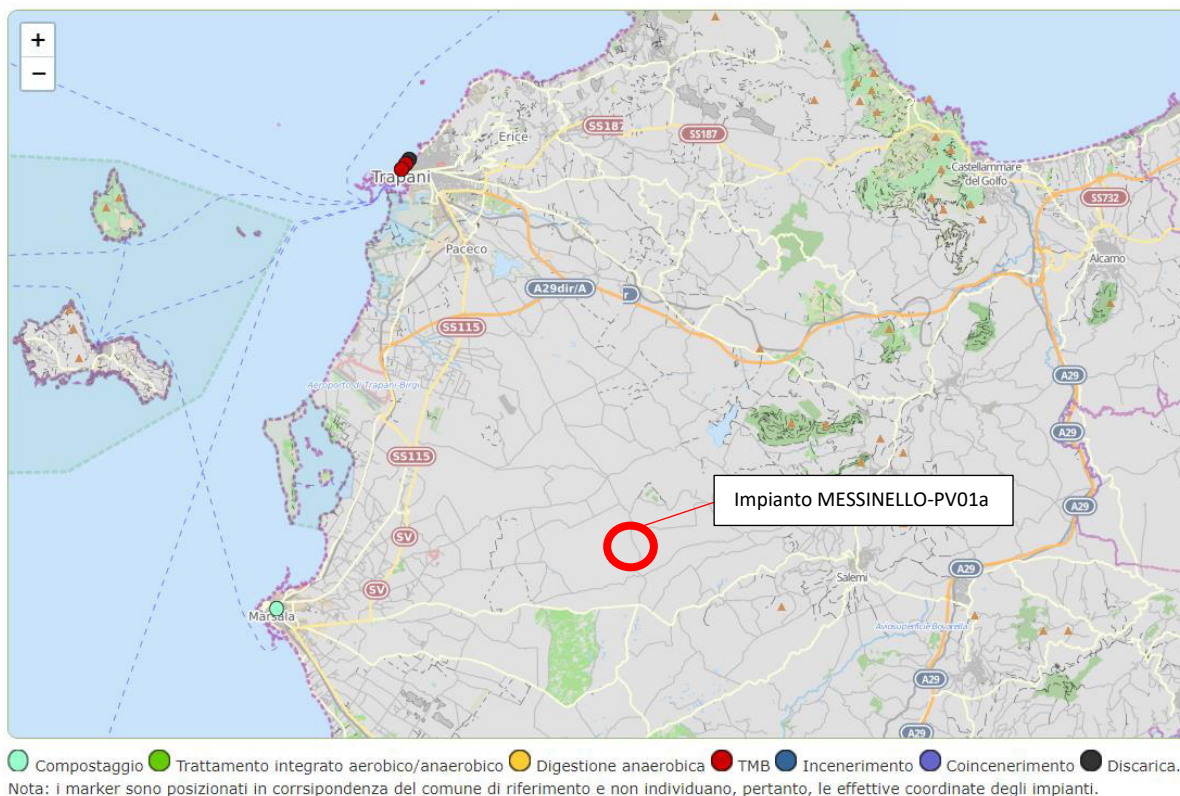 +
−
SS187
SS187
Erice
Castellammare
del Golfo
Trapani
SS732
Alcamo
Paceco
A29dir/A
r
SS115
Aeroporto di Trapani-Birgi
A29
A29
SS115
Impianto MESSINELLO-PV01a
A29
SV
A29
Salemi
SV
Marsala
Aviosuperficie Bovarella
A29
A29
Compostaggio Trattamento integrato aerobico/anaerobico Digestione anaerobica TMB Incenerimento Coincenerimento Discarica.
Nota: i marker sono posizionati in corrsipondenza del comune di riferimento e non individuano, pertanto, le effettive coordinate degli impianti.